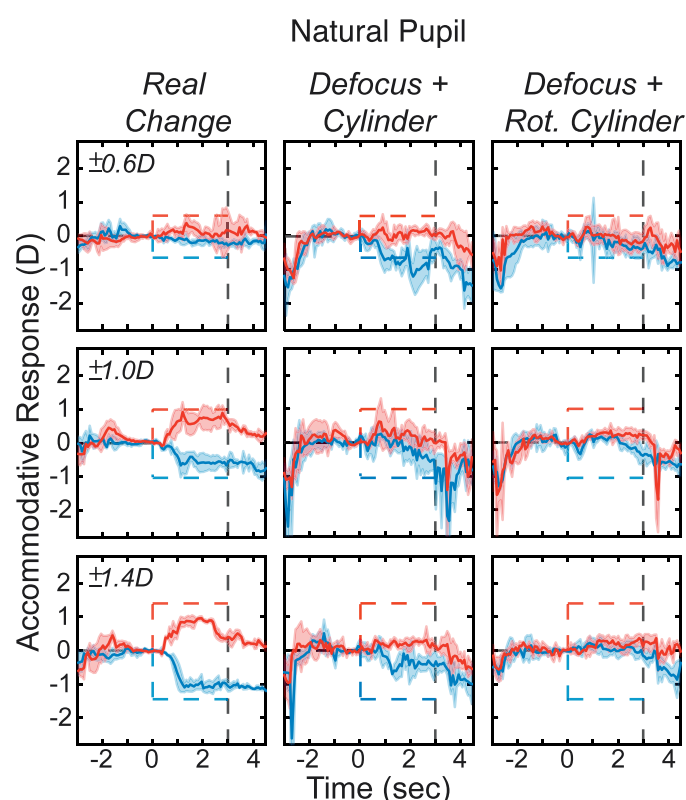 Natural Pupil
Real Change
Defocus + Cylinder
Defocus + Rot. Cylinder
Accommodative Response (D)
±0.6D
2
1
0
-1
-2
±1.0D
2
1
0
-1
-2
±1.4D
2
1
0
-1
-2
-2 0 2 4 -2 0 2 4 -2 0 2 4
Time (sec)